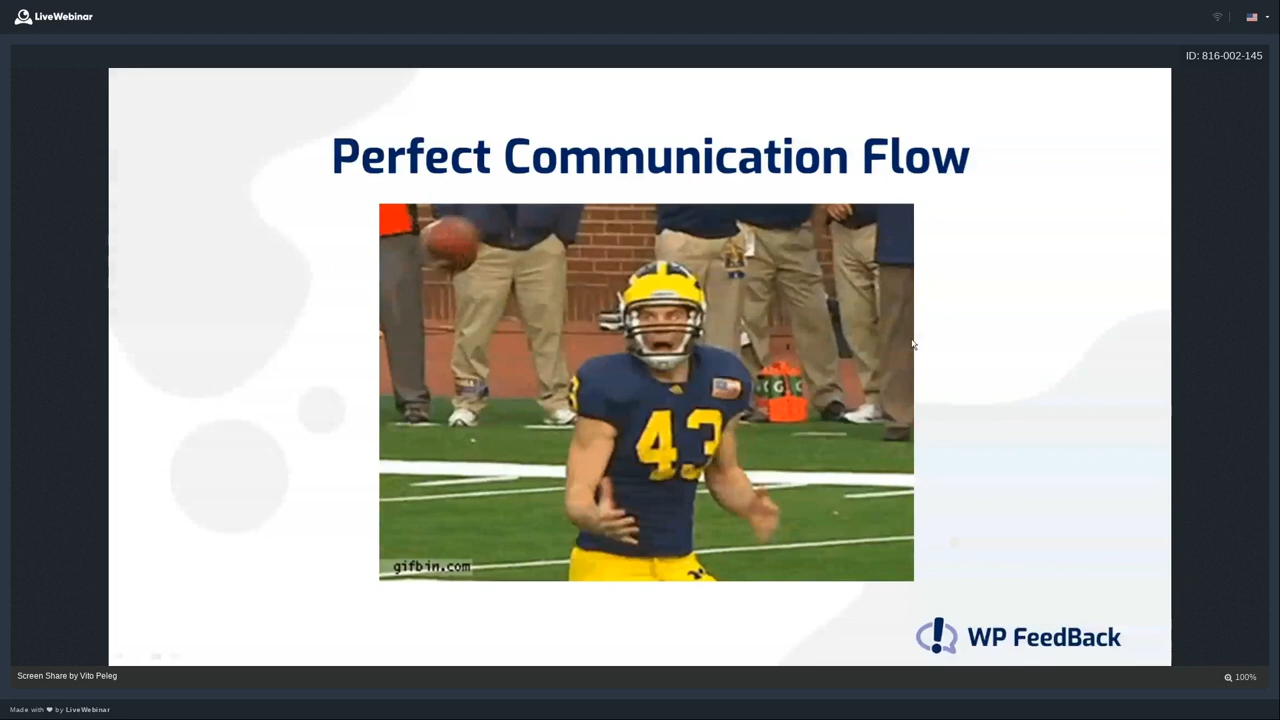 LiveWebinar
ID: 816-002-145
Perfect Communication Flow
43
gifbin.com
WP FeedBack
Screen Share by Vito Peleg
100%
Made with ❤ by LiveWebinar